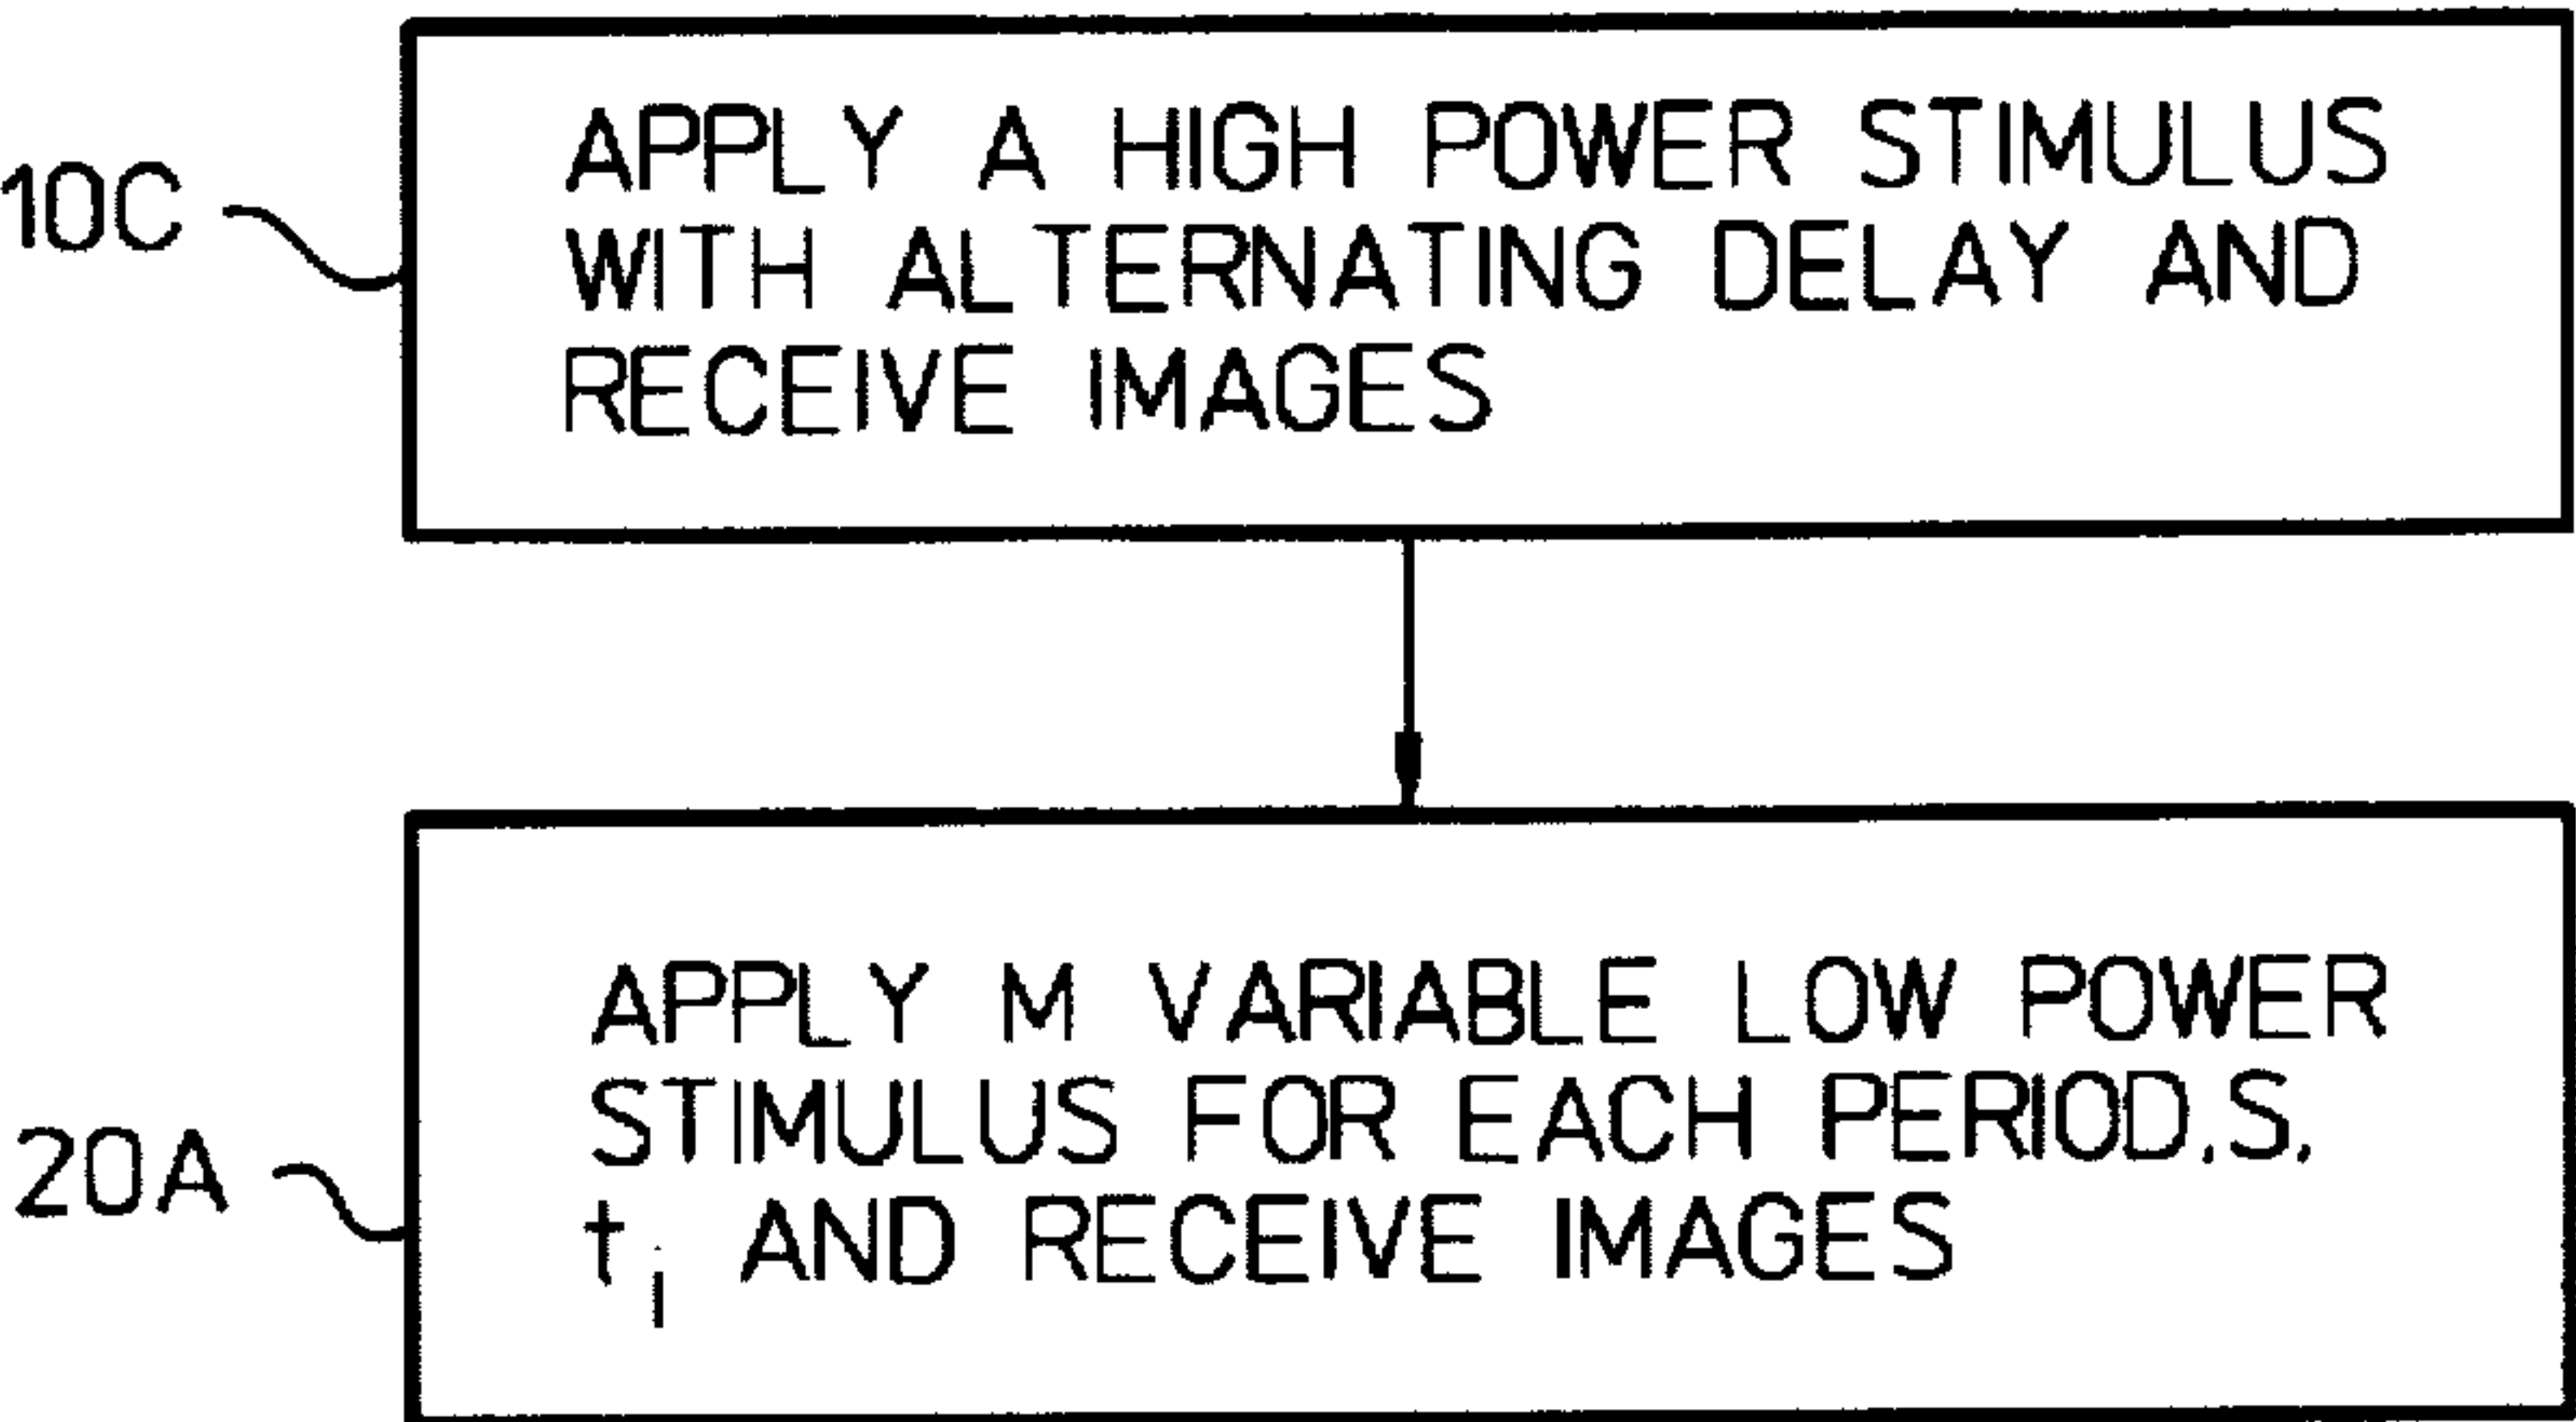 10C
APPLY A HIGH POWER STIMULUS
WITH ALTERNATING DELAY AND
RECEIVE IMAGES
20A
APPLY M VARIABLE LOW POWER
STIMULUS FOR EACH PERIOD,S,
t i AND RECEIVE IMAGES